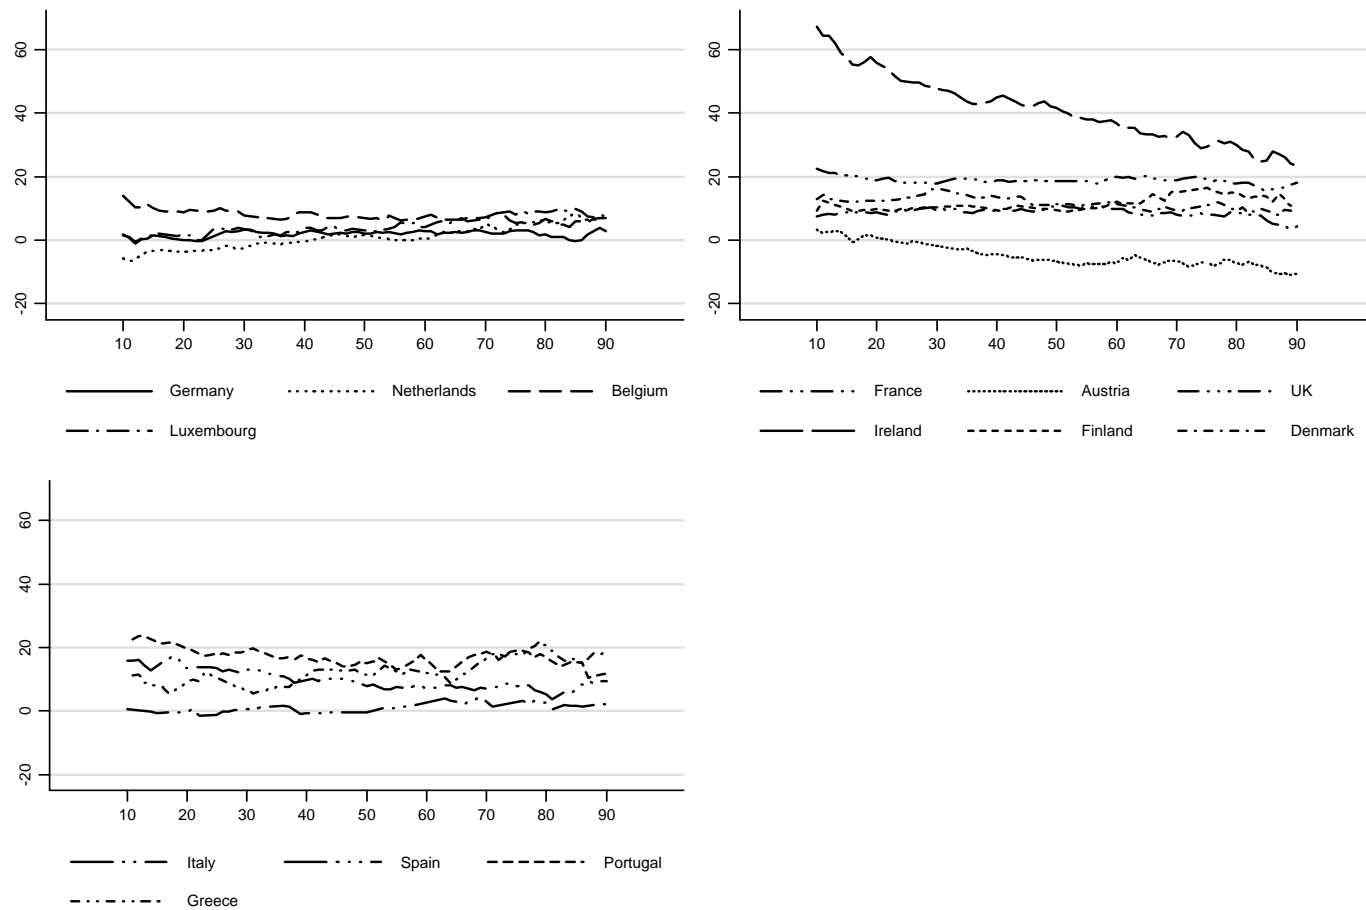 60
40
20
0
-20
10 20 30 40 50 60 70 80 90
Germany Netherlands Belgium
Luxembourg
60
40
20
0
-20
10 20 30 40 50 60 70 80 90
France Austria UK
Ireland Finland Denmark
60
40
20
0
-20
10 20 30 40 50 60 70 80 90
Italy Spain Portugal
Greece